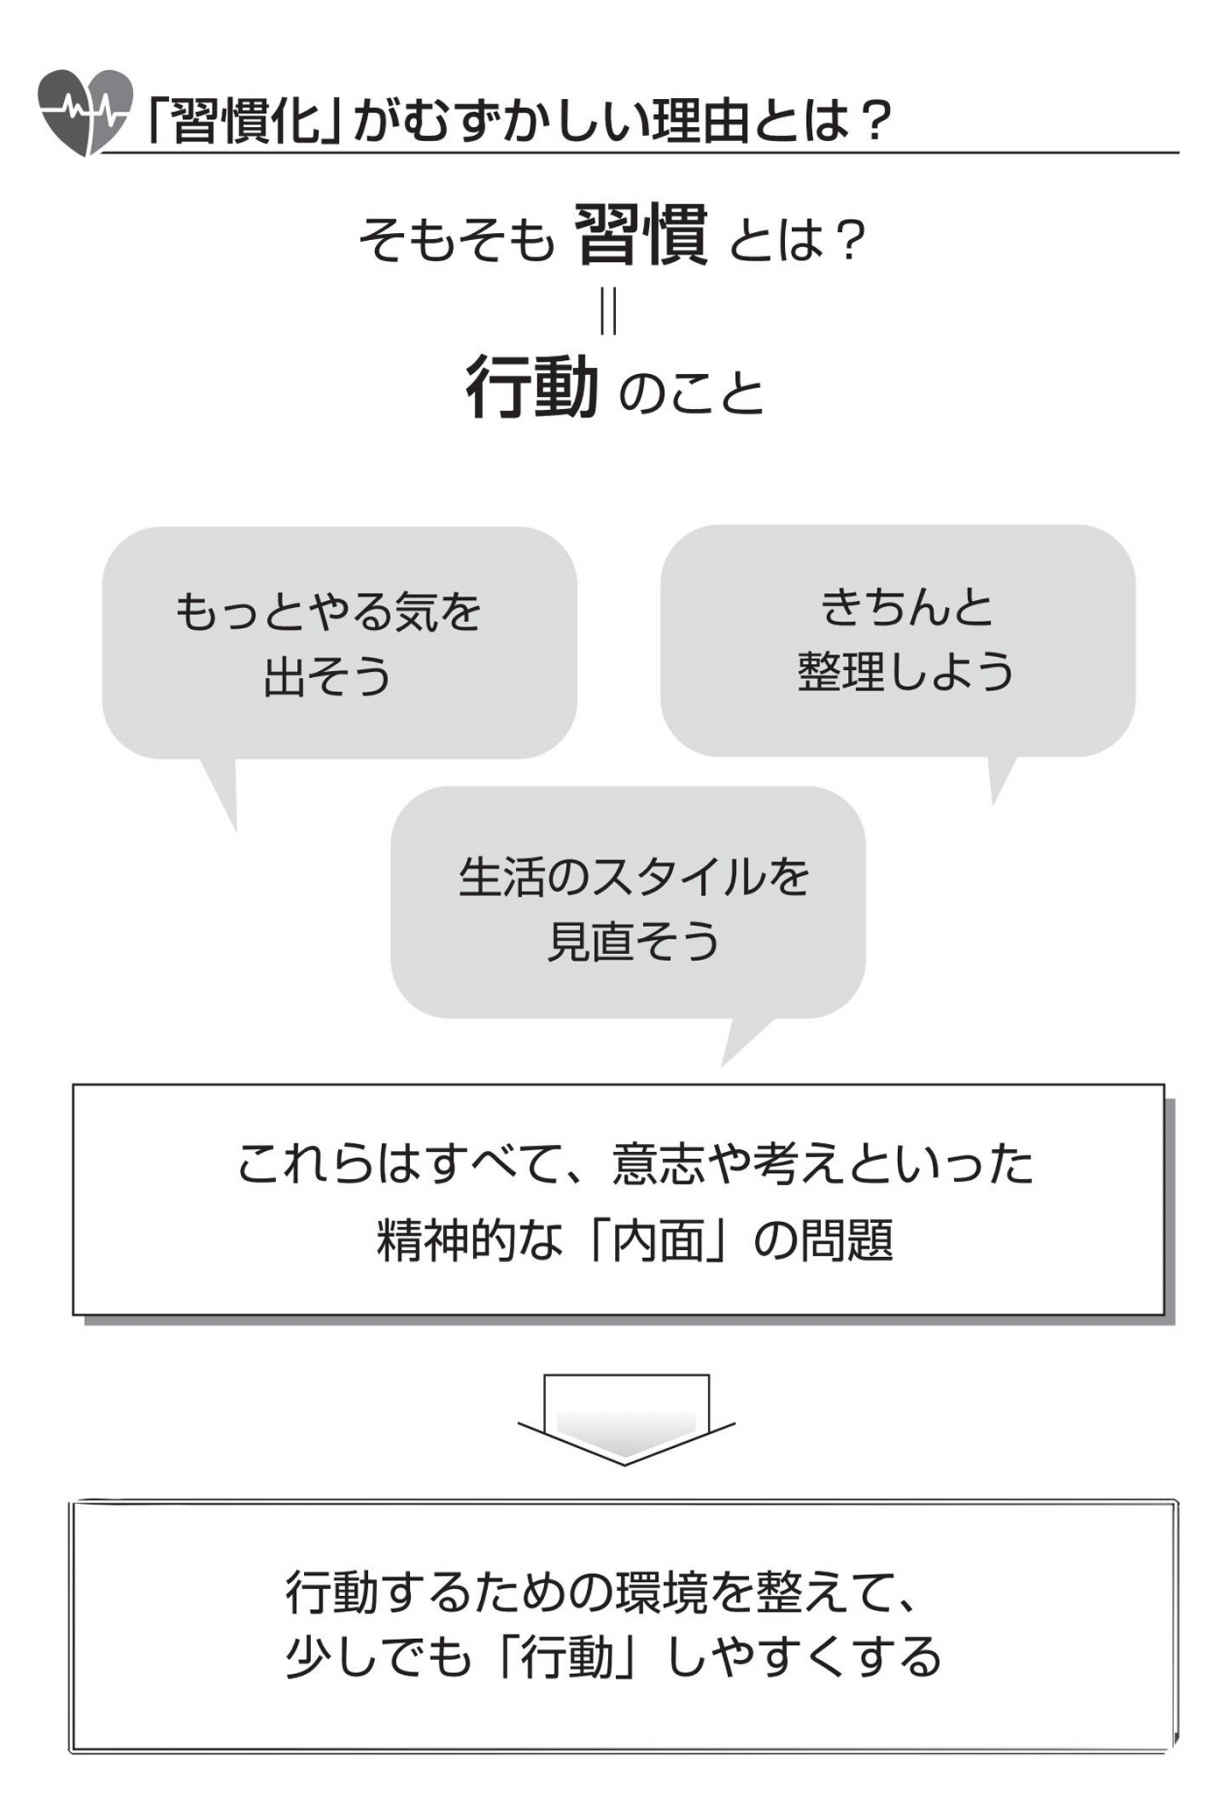 「習慣化」がむずかしい理由とは？
そもそも 習慣 とは？
||
行動 のこと
もっとやる気を
出そう
きちんと
整理しよう
生活のスタイルを
見直そう
これらはすべて、意志や考えといった
精神的な「内面」の問題
行動するための環境を整えて、
少しでも「行動」しやすくする